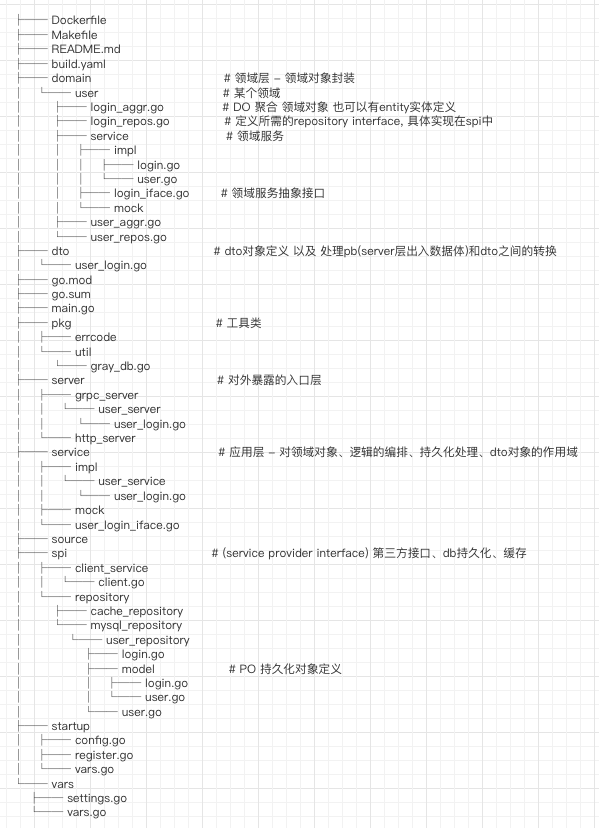 ├── Dockerfile
├── Makefile
├── README.md
├── build.yaml
├── domain # 领域层 – 领域对象封装
│ └── user # 某个领域
│ ├── login_aggr.go # DO 聚合 领域对象 也可以有entity实体定义
│ ├── login_repos.go # 定义所需的repository interface, 具体实现在spi中
│ ├── service # 领域服务
│ │ ├── impl
│ │ │ ├── login.go
│ │ │ └── user.go
│ │ ├── login_iface.go # 领域服务抽象接口
│ │ └── mock
│ ├── user_aggr.go
│ └── user_repos.go
├── dto # dto对象定义 以及 处理pb(server层出入数据体)和dto之间的转换
│ └── user_login.go
├── go.mod
├── go.sum
├── main.go
├── pkg # 工具类
│ ├── errcode
│ └── util
│ └── gray_db.go
├── server # 对外暴露的入口层
│ ├── grpc_server
│ │ └── user_server
│ │ └── user_login.go
│ └── http_server
├── service # 应用层 – 对领域对象、逻辑的编排、持久化处理、dto对象的作用域
│ ├── impl
│ │ └── user_service
│ │ └── user_login.go
│ ├── mock
│ └── user_login_iface.go
├── source
├── spi # (service provider interface) 第三方接口、db持久化、缓存
│ ├── client_service
│ │ └── client.go
│ └── repository
│ ├── cache_repository
│ └── mysql_repository
│ └── user_repository
│ ├── login.go
│ ├── model # PO 持久化对象定义
│ │ ├── login.go
│ │ └── user.go
│ └── user.go
├── startup
│ ├── config.go
│ ├── register.go
│ └── vars.go
└── vars
├── settings.go
└── vars.go